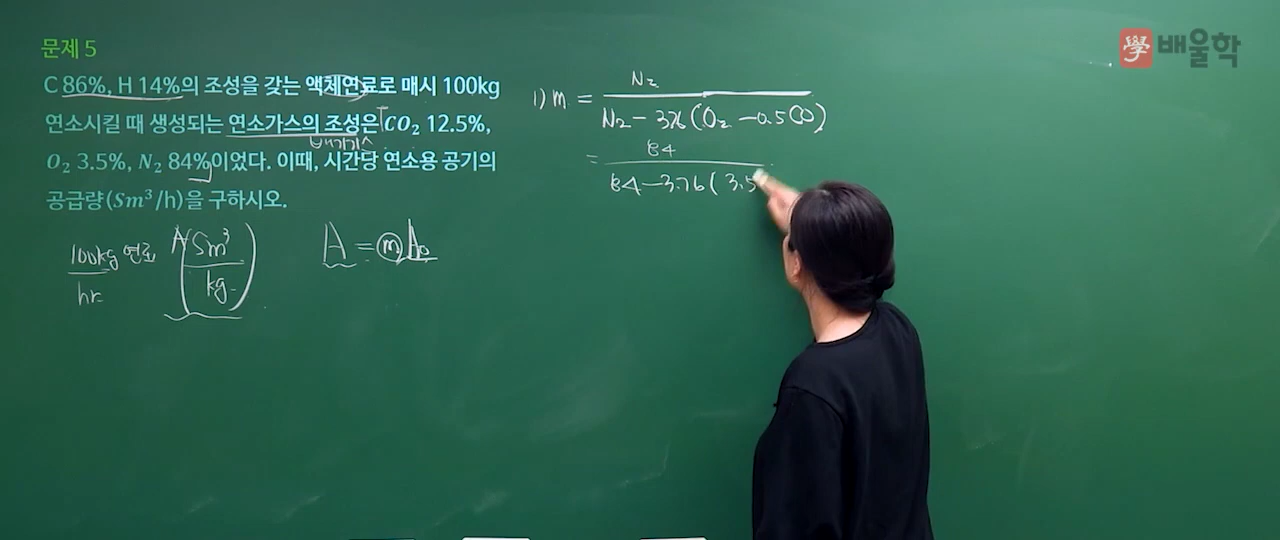 學 배울학
문제 5
C 86%, H 14%의 조성을 갖는 액체연료로 매시 100kg
연소시킬 때 생성되는 연소가스의 조성은 CO₂ 12.5%,
배기가스
O₂ 3.5%, N₂ 84%이었다. 이때, 시간당 연소용 공기의
공급량(Sm³/h)을 구하시오.
100kg 연료
hr
A(Sm³
kg)
A = mA₀
1) m = N₂
N₂ - 3.76(O₂ - 0.5CO)
= 84
84 - 3.76(3.5